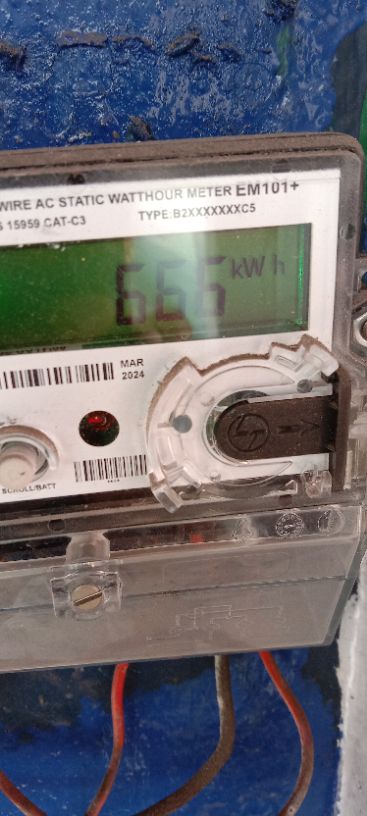 WIRE AC STATIC WATTHOUR METER EM101+
15959 CAT-C3 TYPE:B2XXXXXXXC5
666 kWh
MAR
2024
SCROLL/BATT